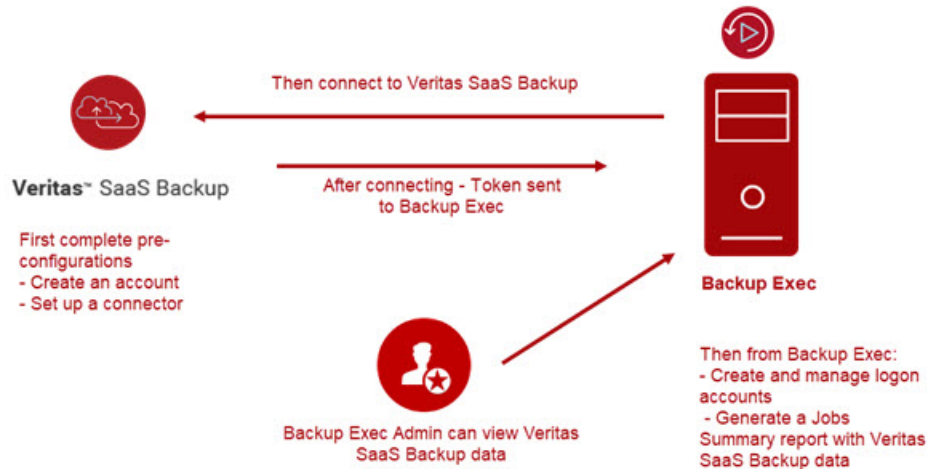 Then connect to Veritas SaaS Backup
Veritas™ SaaS Backup
After connecting - Token sent
to Backup Exec
First complete pre-
configurations
- Create an account
- Set up a connector
Backup Exec
Backup Exec Admin can view Veritas
SaaS Backup data
Then from Backup Exec:
- Create and manage logon
accounts
- Generate a Jobs
Summary report with Veritas
SaaS Backup data